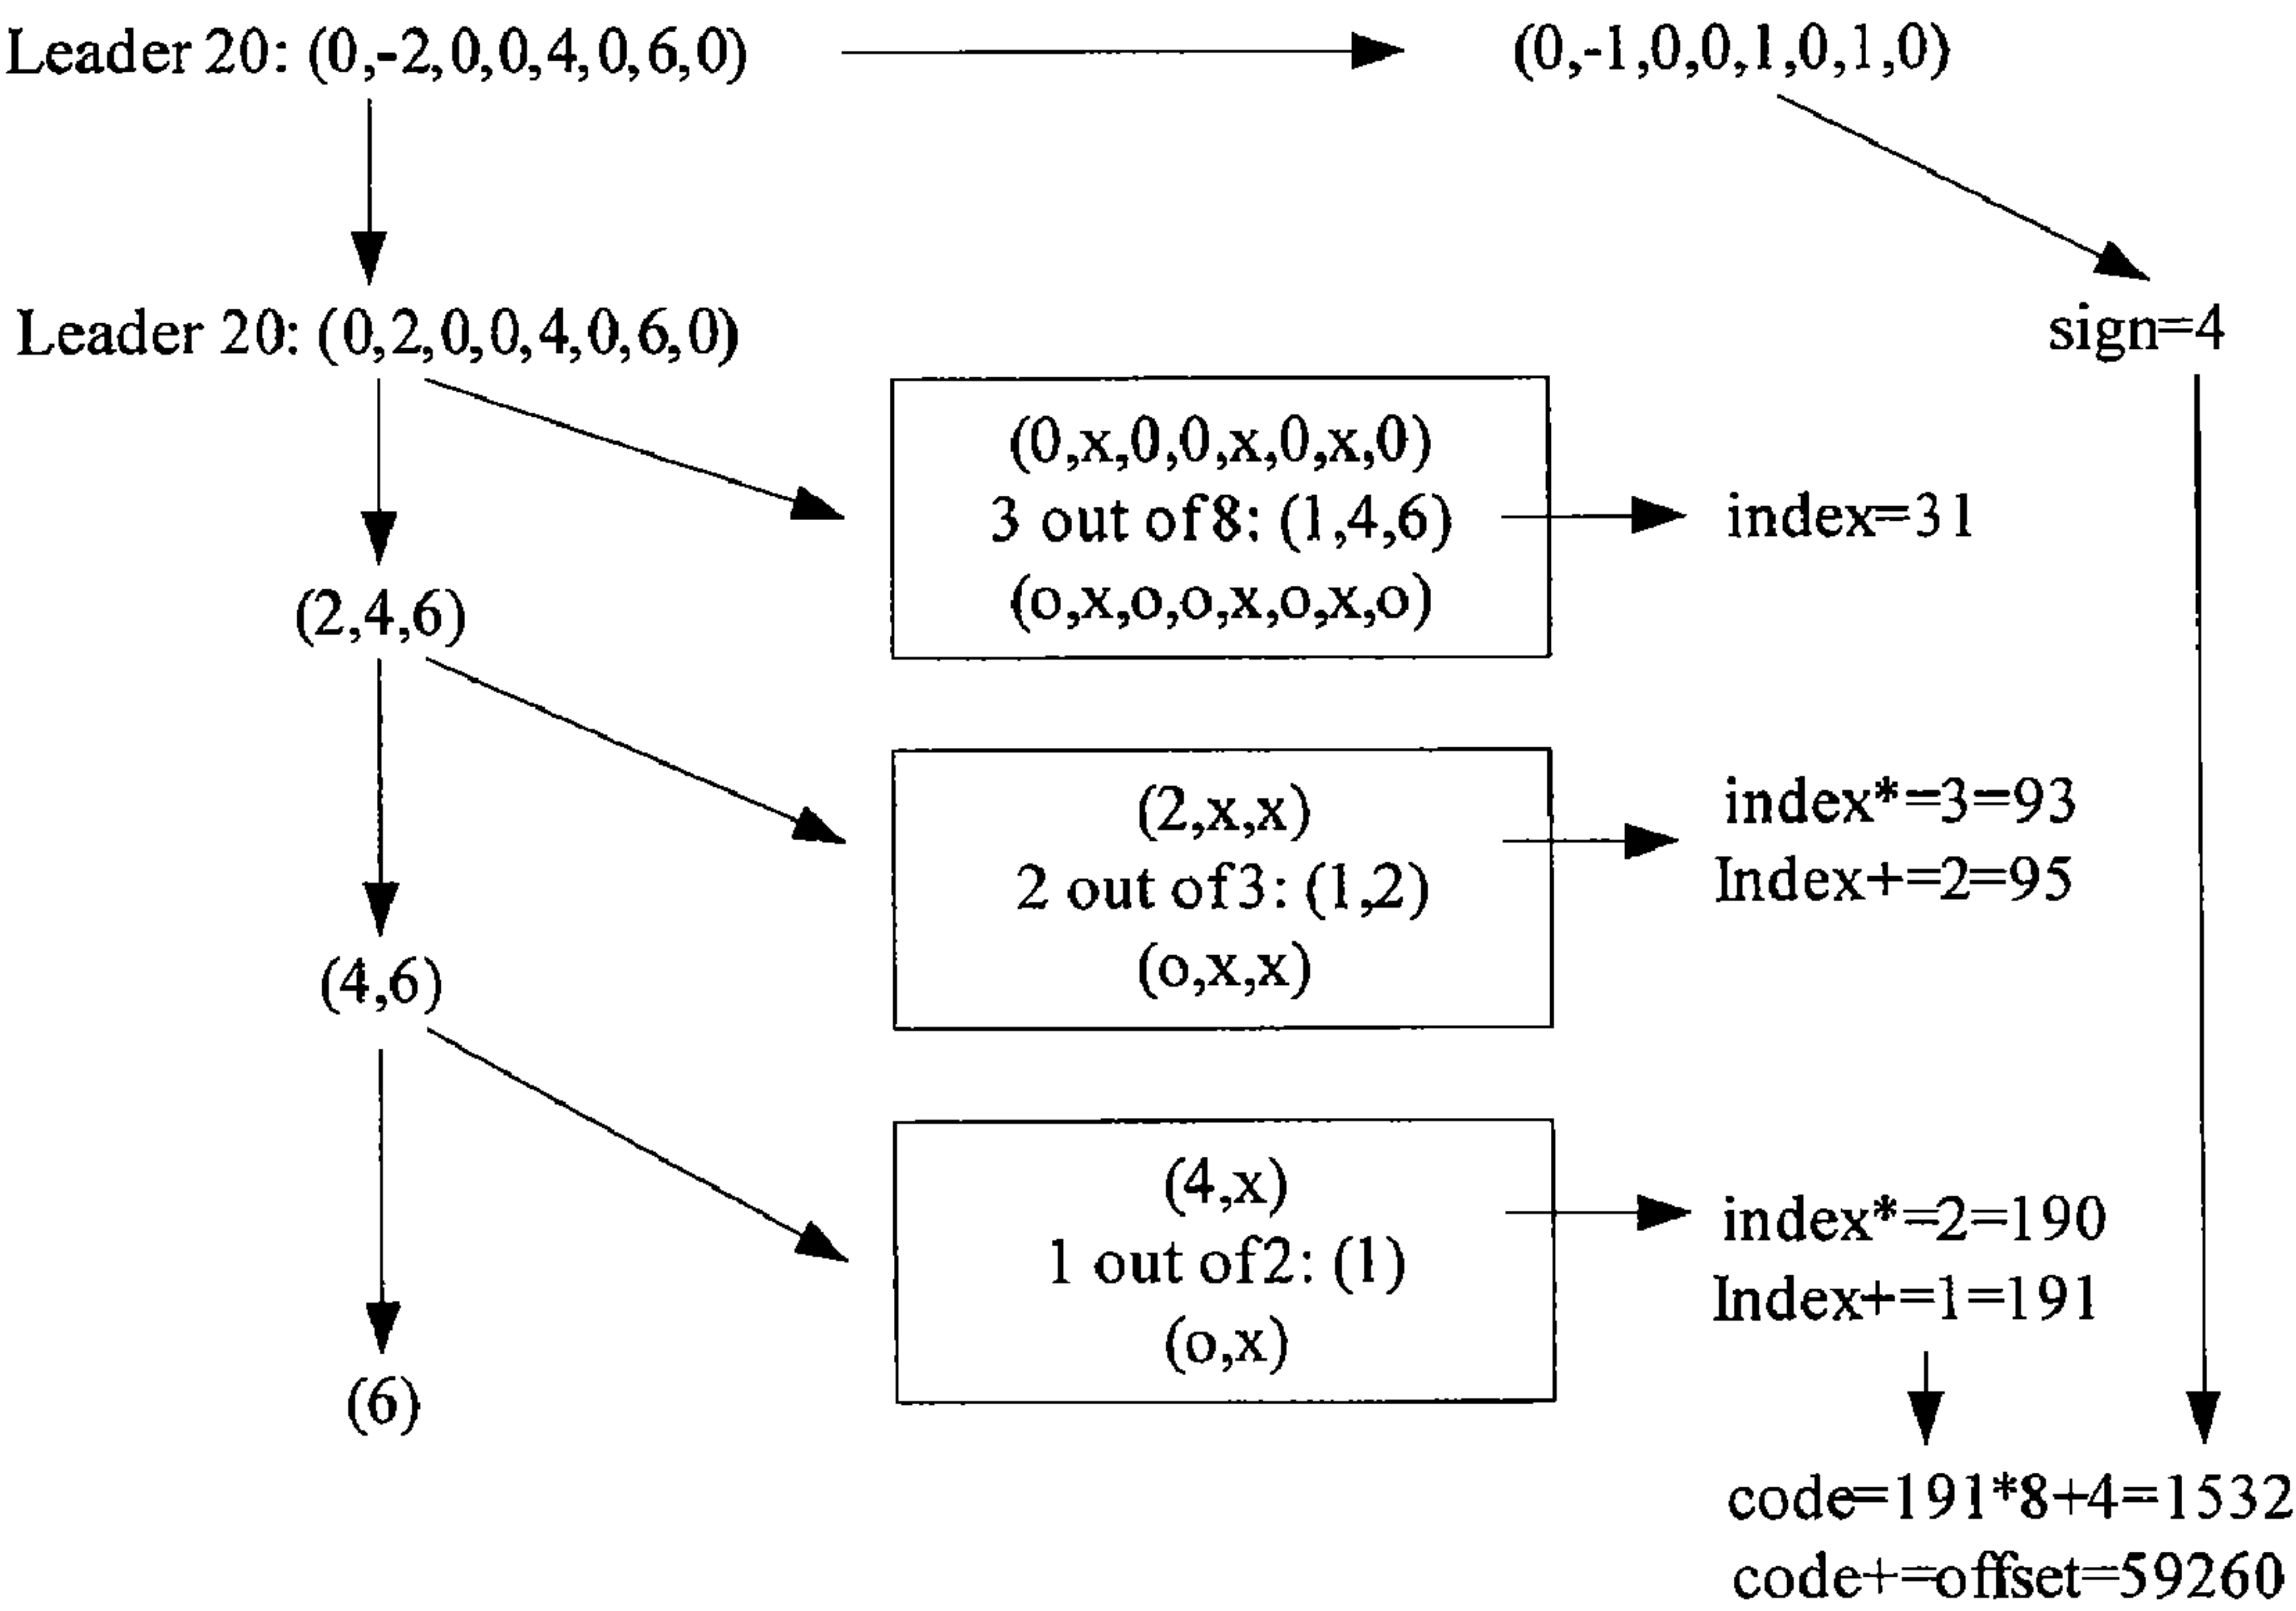 Leader 20: (0,-2,0,0,4,0,6,0)
(0,-1,0,0,1,0,1,0)
Leader 20: (0,2,0,0,4,0,6,0)
sign=4
(0,x,0,0,x,0,x,0)
3 out of 8: (1,4,6)
(o,x,o,o,x,o,x,o)
index=31
(2,4,6)
(2,x,x)
2 out of 3: (1,2)
(o,x,x)
index*=3=93
Index+=2=95
(4,6)
(4,x)
1 out of 2: (1)
(o,x)
index*=2=190
Index+=1=191
(6)
code=191*8+4=1532
code+=offset=59260